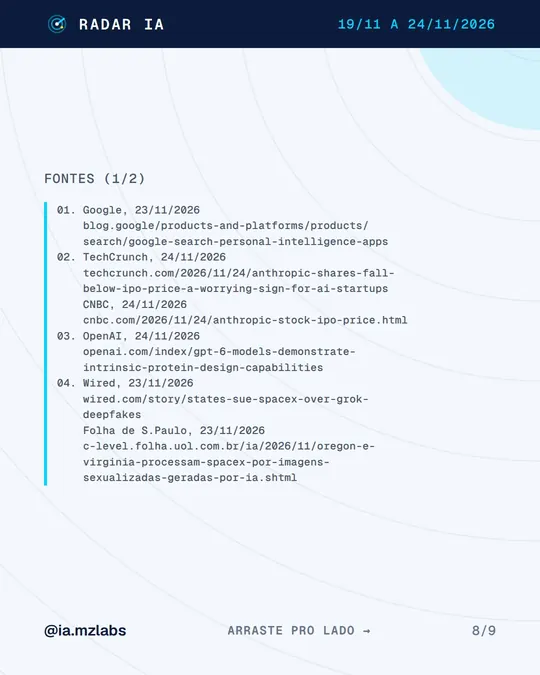 RADAR IA
19/11 A 24/11/2026
FONTES (1/2)
01. Google, 23/11/2026
blog.google/products-and-platforms/products/
search/google-search-personal-intelligence-apps
02. TechCrunch, 24/11/2026
techcrunch.com/2026/11/24/anthropic-shares-fall-
below-ipo-price-a-worrying-sign-for-ai-startups
CNBC, 24/11/2026
cnbc.com/2026/11/24/anthropic-stock-ipo-price.html
03. OpenAI, 24/11/2026
openai.com/index/gpt-6-models-demonstrate-
intrinsic-protein-design-capabilities
04. Wired, 23/11/2026
wired.com/story/states-sue-spacex-over-grok-
deepfakes
Folha de S.Paulo, 23/11/2026
c-level.folha.uol.com.br/ia/2026/11/oregon-e-
virginia-processam-spacex-por-imagens-
sexualizadas-geradas-por-ia.shtml
@ia.mzlabs
ARRASTE PRO LADO →
8/9